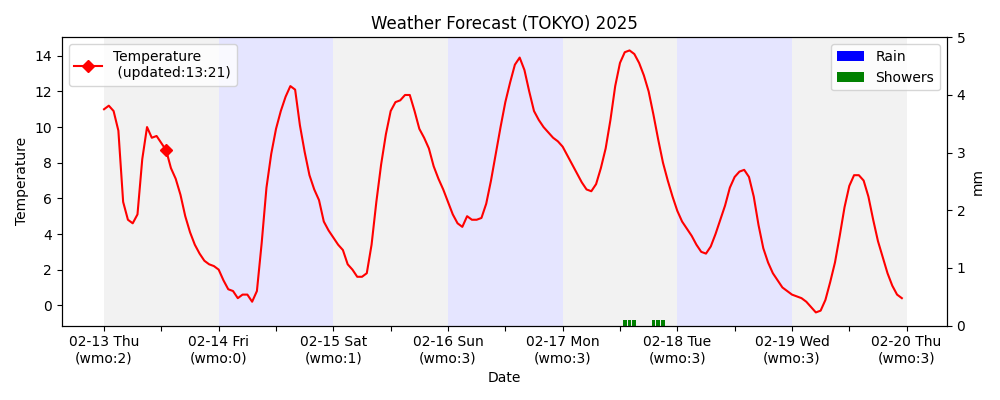 Weather Forecast (TOKYO) 2025
Temperature
(updated:13:21)
Rain
Showers
Temperature
14
12
10
8
6
4
2
0
5
4
3
2
1
0
mm
02-13 Thu
(wmo:2)
02-14 Fri
(wmo:0)
02-15 Sat
(wmo:1)
02-16 Sun
(wmo:3)
02-17 Mon
(wmo:3)
02-18 Tue
(wmo:3)
02-19 Wed
(wmo:3)
02-20 Thu
(wmo:3)
Date